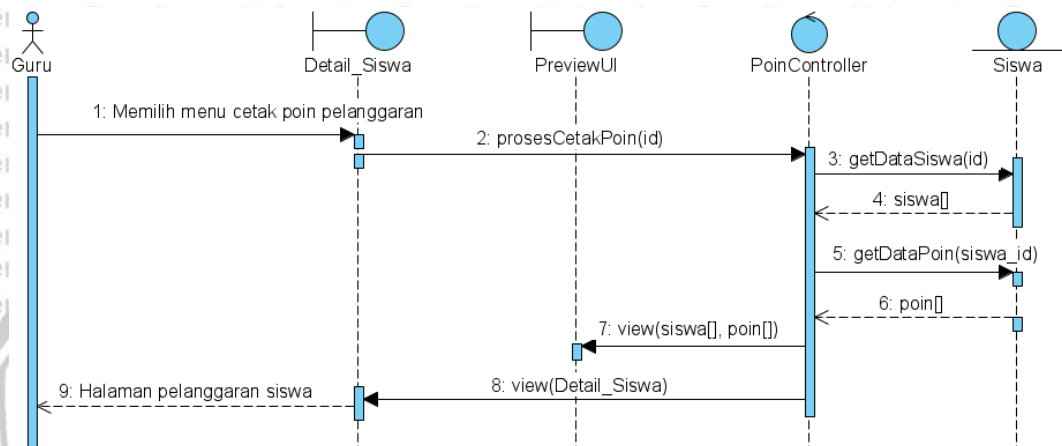 Guru
Detail_Siswa
PreviewUI
PoinController
Siswa
1: Memilih menu cetak poin pelanggaran
2: prosesCetakPoin(id)
3: getDataSiswa(id)
4: siswa[]
5: getDataPoin(siswa_id)
6: poin[]
7: view(siswa[], poin[])
8: view(Detail_Siswa)
9: Halaman pelanggaran siswa